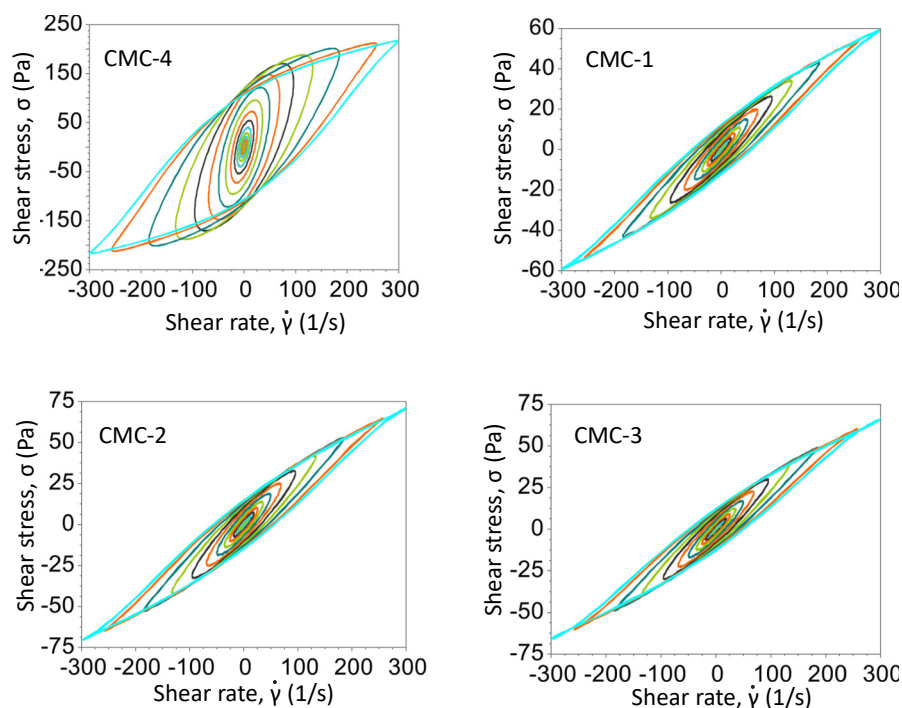 250
150
50
-50
-150
-250
Shear stress, σ (Pa)
CMC-4
-300 -200 -100 0 100 200 300
Shear rate, γ̇ (1/s)
60
40
20
0
-20
-40
-60
Shear stress, σ (Pa)
CMC-1
-300 -200 -100 0 100 200 300
Shear rate, γ̇ (1/s)
75
50
25
0
-25
-50
-75
Shear stress, σ (Pa)
CMC-2
-300 -200 -100 0 100 200 300
Shear rate, γ̇ (1/s)
75
50
25
0
-25
-50
-75
Shear stress, σ (Pa)
CMC-3
-300 -200 -100 0 100 200 300
Shear rate, γ̇ (1/s)